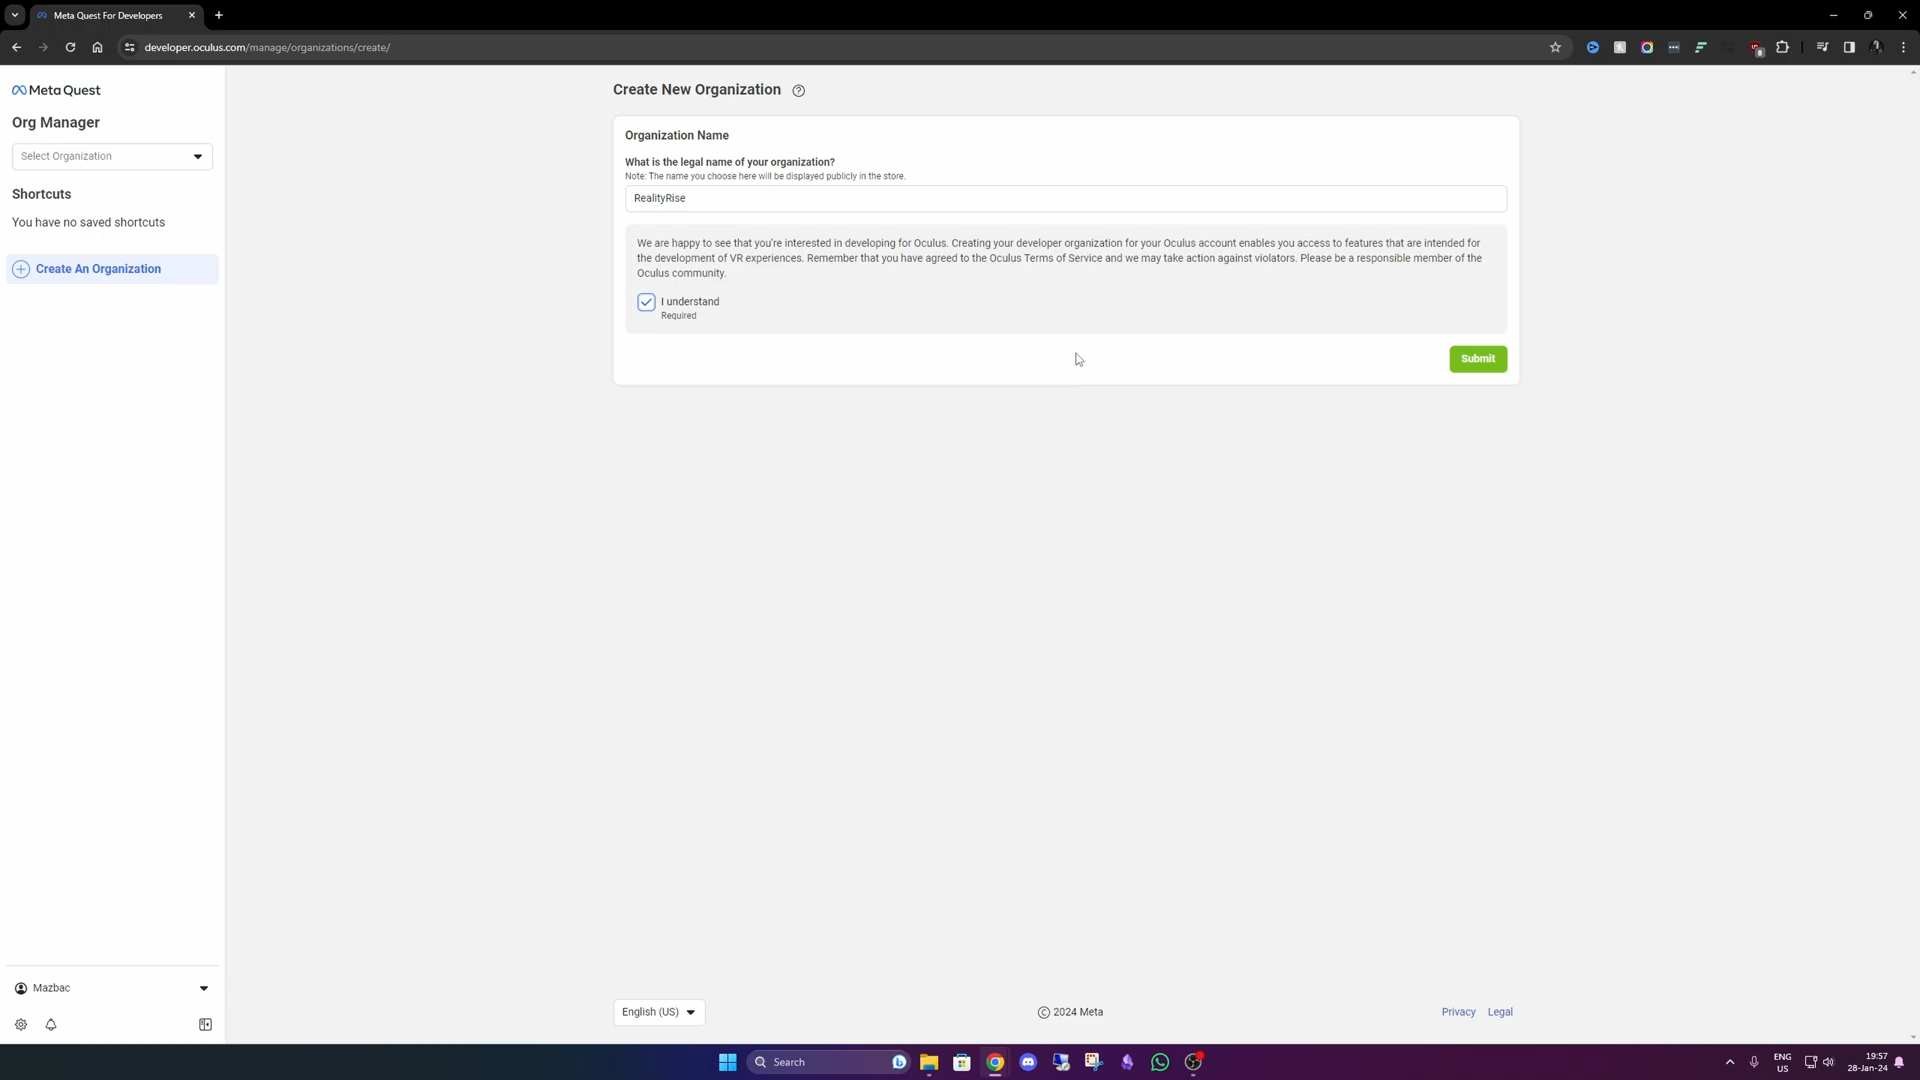 Meta Quest For Developers
developer.oculus.com/manage/organizations/create/
Meta Quest
Org Manager
Select Organization
Shortcuts
You have no saved shortcuts
Create An Organization
Create New Organization
Organization Name
What is the legal name of your organization?
Note: The name you choose here will be displayed publicly in the store.
RealityRise
We are happy to see that you're interested in developing for Oculus. Creating your developer organization for your Oculus account enables you access to features that are intended for
the development of VR experiences. Remember that you have agreed to the Oculus Terms of Service and we may take action against violators. Please be a responsible member of the
Oculus community.
I understand
Required
Submit
Mazbac
English (US)
© 2024 Meta
Privacy
Legal
Search
ENG
US
19:57
28-Jan-24